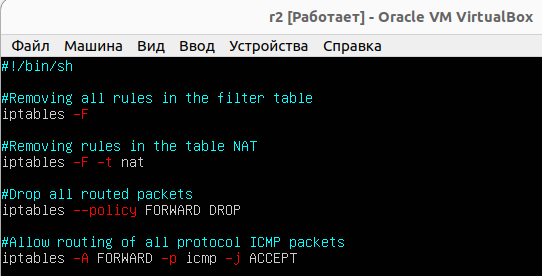 r2 [Работает] - Oracle VM VirtualBox
Файл Машина Вид Ввод Устройства Справка
#!/bin/sh
#Removing all rules in the filter table
iptables -F
#Removing rules in the table NAT
iptables -F -t nat
#Drop all routed packets
iptables --policy FORWARD DROP
#Allow routing of all protocol ICMP packets
iptables -A FORWARD -p icmp -j ACCEPT